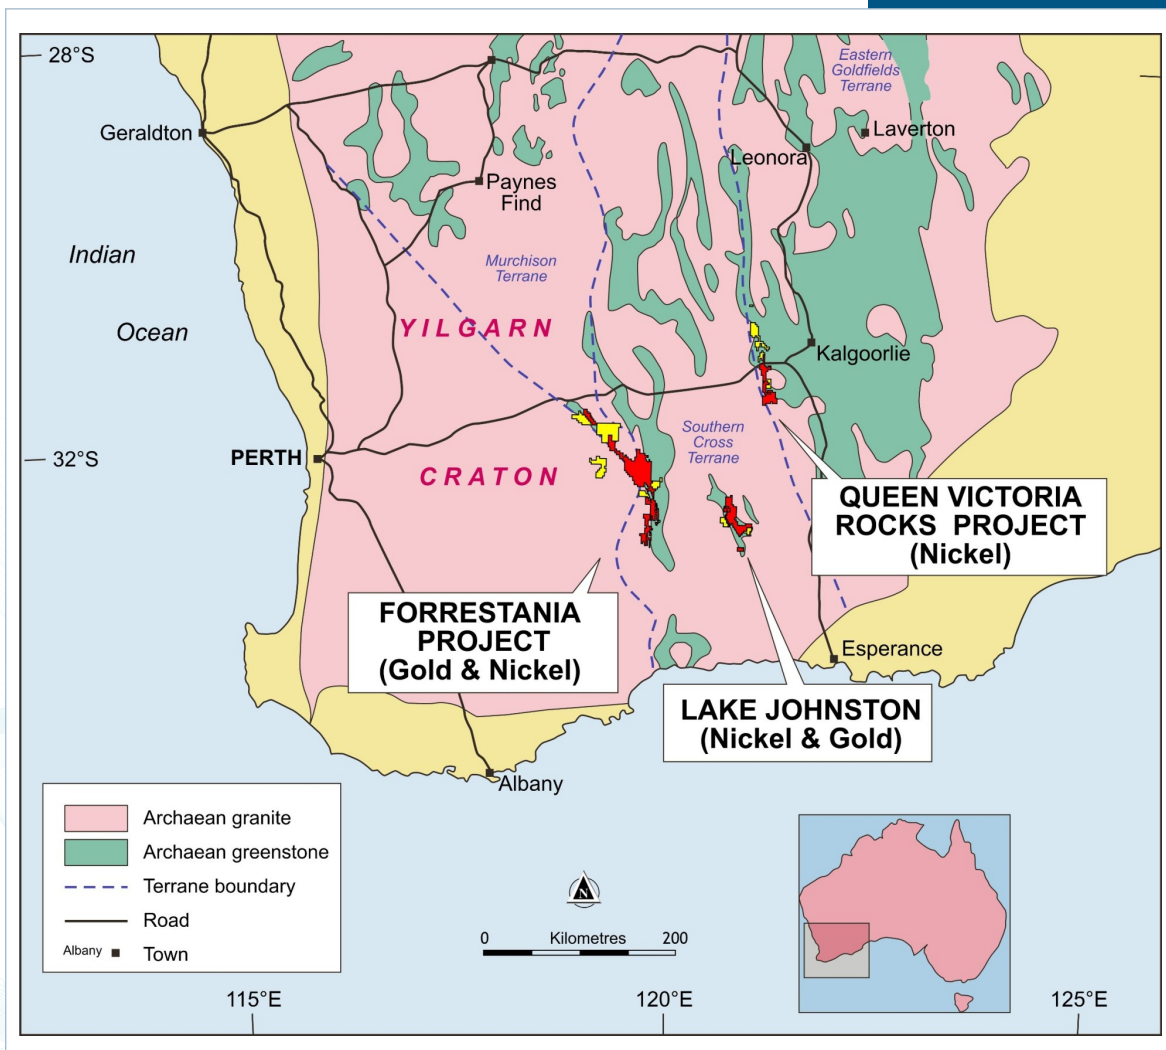 28°S
Eastern
Goldfields
Terrane
Geraldton
Laverton
Leonora
Paynes
Find
Indian
Ocean
Murchison
Terrane
YILGARN
Kalgoorlie
Southern
Cross
Terrane
32°S
PERTH
CRATON
QUEEN VICTORIA
ROCKS PROJECT
(Nickel)
FORRESTANIA
PROJECT
(Gold & Nickel)
Esperance
LAKE JOHNSTON
(Nickel & Gold)
Albany
Archaean granite
Archaean greenstone
Terrane boundary
Road
Albany Town
N
0 Kilometres 200
115°E
120°E
125°E